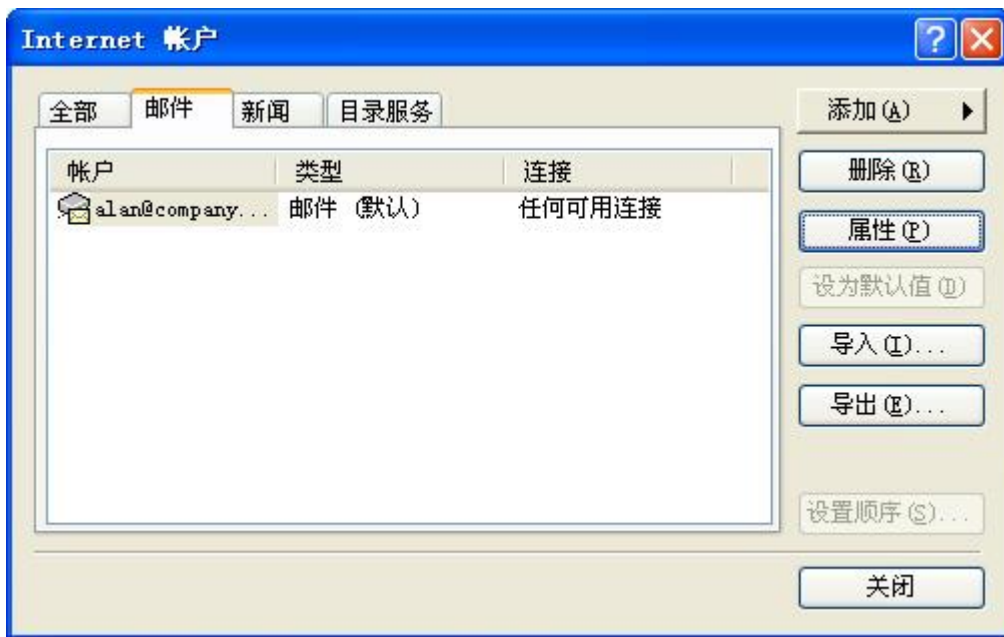 Internet 帐户
全部 邮件 新闻 目录服务
添加(A)
帐户 类型 连接
删除(R)
alan@company... 邮件 (默认) 任何可用连接
属性(P)
设为默认值(D)
导入(I)...
导出(E)...
设置顺序(S)...
关闭